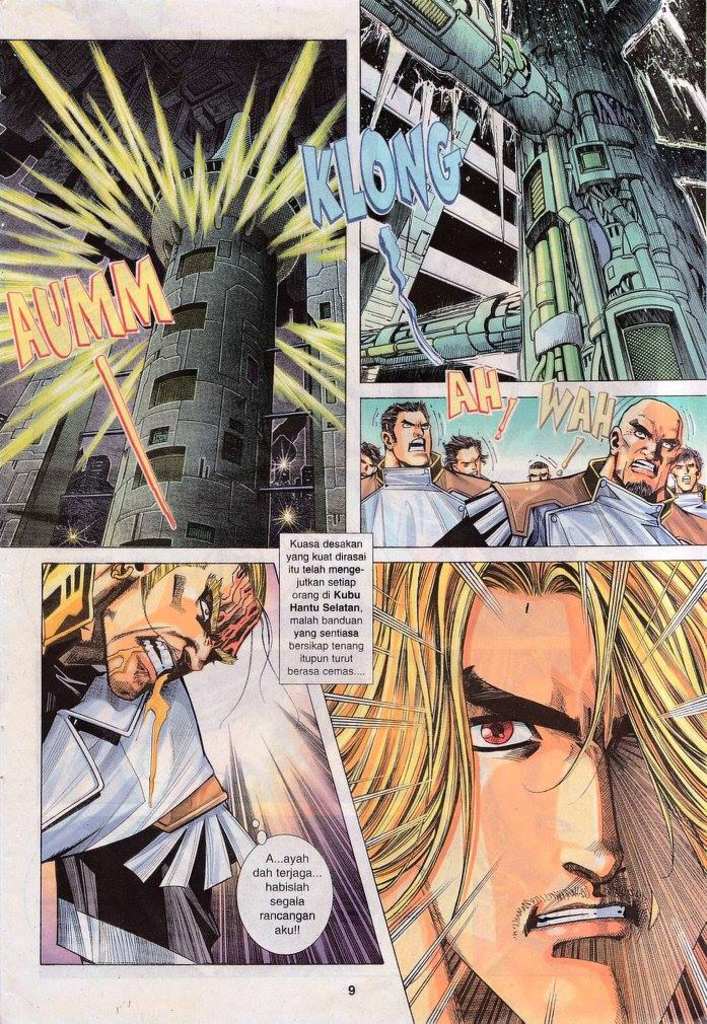 AUMM
KLONG
AH
!
WAH
!
Kuasa desakan
yang kuat dirasai
itu telah menge-
jutkan setiap
orang di Kubu
Hantu Selatan,
malah banduan
yang sentiasa
bersikap tenang
itupun turut
berasa cemas....
A...ayah
dah terjaga...
habislah
segala
rancangan
aku!!
9